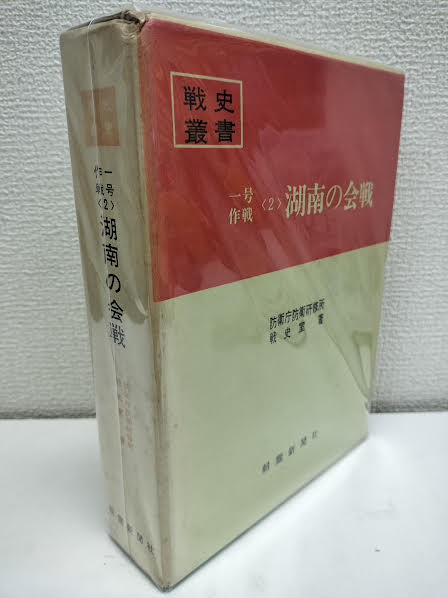 戦史
叢書
一号
作戦〈2〉湖南の会戦
防衛庁防衛研修所
戦史室 著
朝雲新聞社
一号
作戦
〈2〉
湖南の会戦
朝雲新聞社